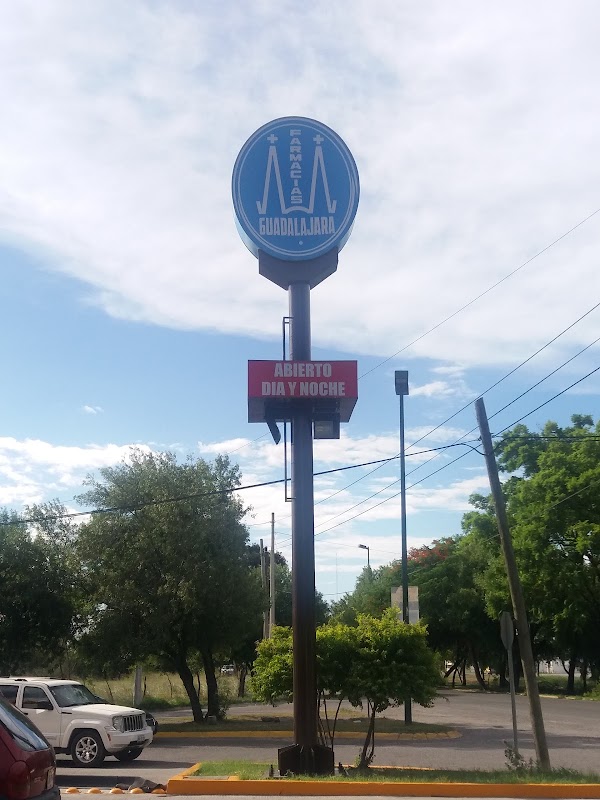 FARMACIAS
GUADALAJARA
ABIERTO
DIA Y NOCHE